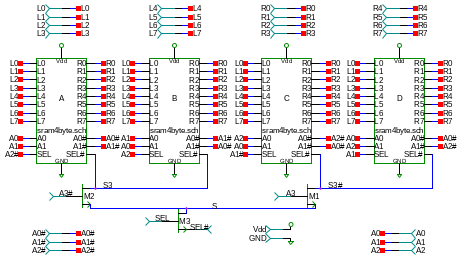 L0 L0 L4 L4 R0 R0 R4 R4
L1 L1 L5 L5 R1 R1 R5 R5
L2 L2 L6 L6 R2 R2 R6 R6
L3 L3 L7 L7 R3 R3 R7 R7
Vdd Vdd Vdd Vdd
L0 L0 R0 R0 L0 L0 R0 R0 L0 L0 R0 R0 L0 L0 R0 R0
L1 L1 R1 R1 L1 L1 R1 R1 L1 L1 R1 R1 L1 L1 R1 R1
L2 L2 R2 R2 L2 L2 R2 R2 L2 L2 R2 R2 L2 L2 R2 R2
L3 L3 R3 R3 L3 L3 R3 R3 L3 L3 R3 R3 L3 L3 R3 R3
L4 L4 A R4 R4 L4 L4 B R4 R4 L4 L4 C R4 R4 L4 L4 D R4 R4
L5 L5 R5 R5 L5 L5 R5 R5 L5 L5 R5 R5 L5 L5 R5 R5
L6 L6 R6 R6 L6 L6 R6 R6 L6 L6 R6 R6 L6 L6 R6 R6
L7 L7 R7 R7 L7 L7 R7 R7 L7 L7 R7 R7 L7 L7 R7 R7
sram4byte.sch sram4byte.sch sram4byte.sch sram4byte.sch
A0 A0 A0# A0# A1 A0 A0# A1# A2 A0 A0# A2# A0 A0# A0#
A1 A1 A1# A1# A0 A1 A1# A0# A0 A1 A1# A0# A1 A1# A1#
A2# SEL SEL# A2 SEL SEL# A1# SEL SEL# SEL SEL#
GND GND GND GND
S3 S3#
A3# M2 A3 M1
S
SEL M3 SEL#
Vdd
GND
A0# A0# A0 A0
A1# A1# A1 A1
A2# A2# A2 A2